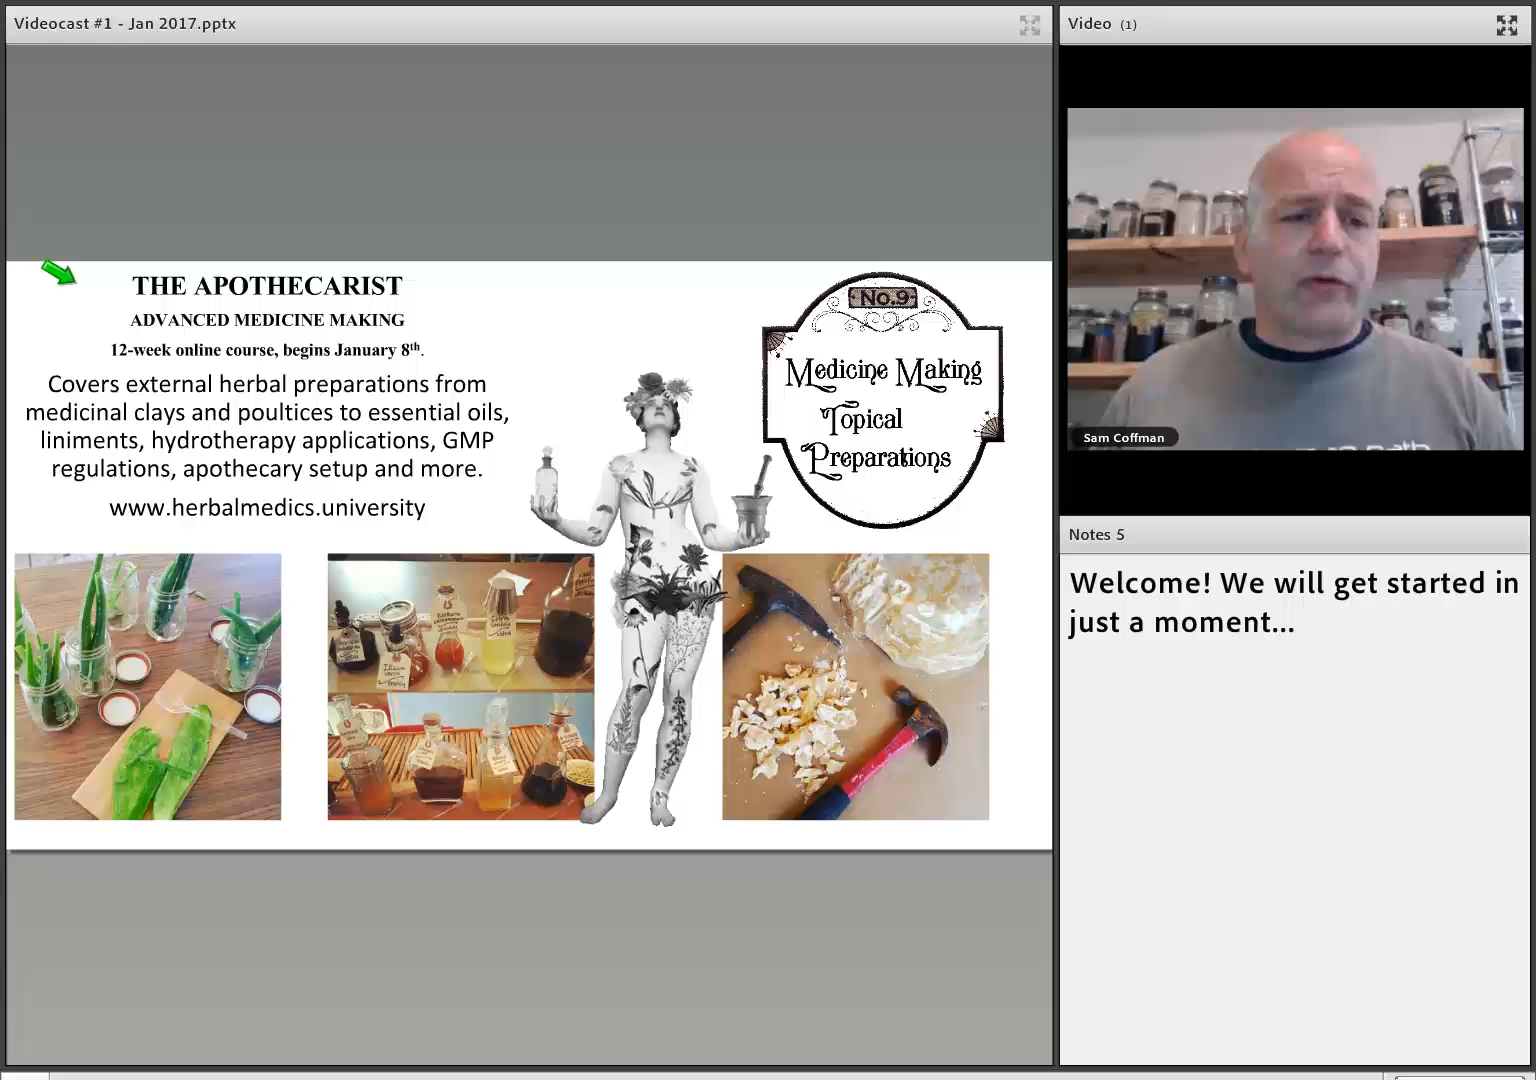 Videocast #1 - Jan 2017.pptx
THE APOTHECARIST
ADVANCED MEDICINE MAKING
12-week online course, begins January 8th.
Covers external herbal preparations from
medicinal clays and poultices to essential oils,
liniments, hydrotherapy applications, GMP
regulations, apothecary setup and more.
www.herbalmedics.university
No.9
Medicine Making
Topical
Preparations
Video (1)
Sam Coffman
Notes 5
Welcome! We will get started in
just a moment...